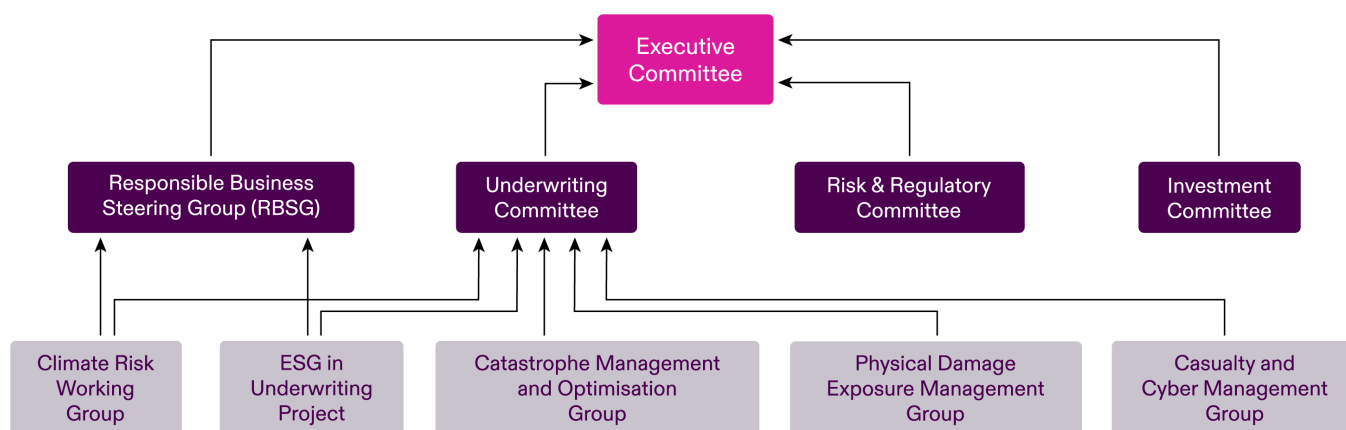 Executive
Committee
Responsible Business
Steering Group (RBSG)
Underwriting
Committee
Risk & Regulatory
Committee
Investment
Committee
Climate Risk
Working
Group
ESG in
Underwriting
Project
Catastrophe Management
and Optimisation
Group
Physical Damage
Exposure Management
Group
Casualty and
Cyber Management
Group